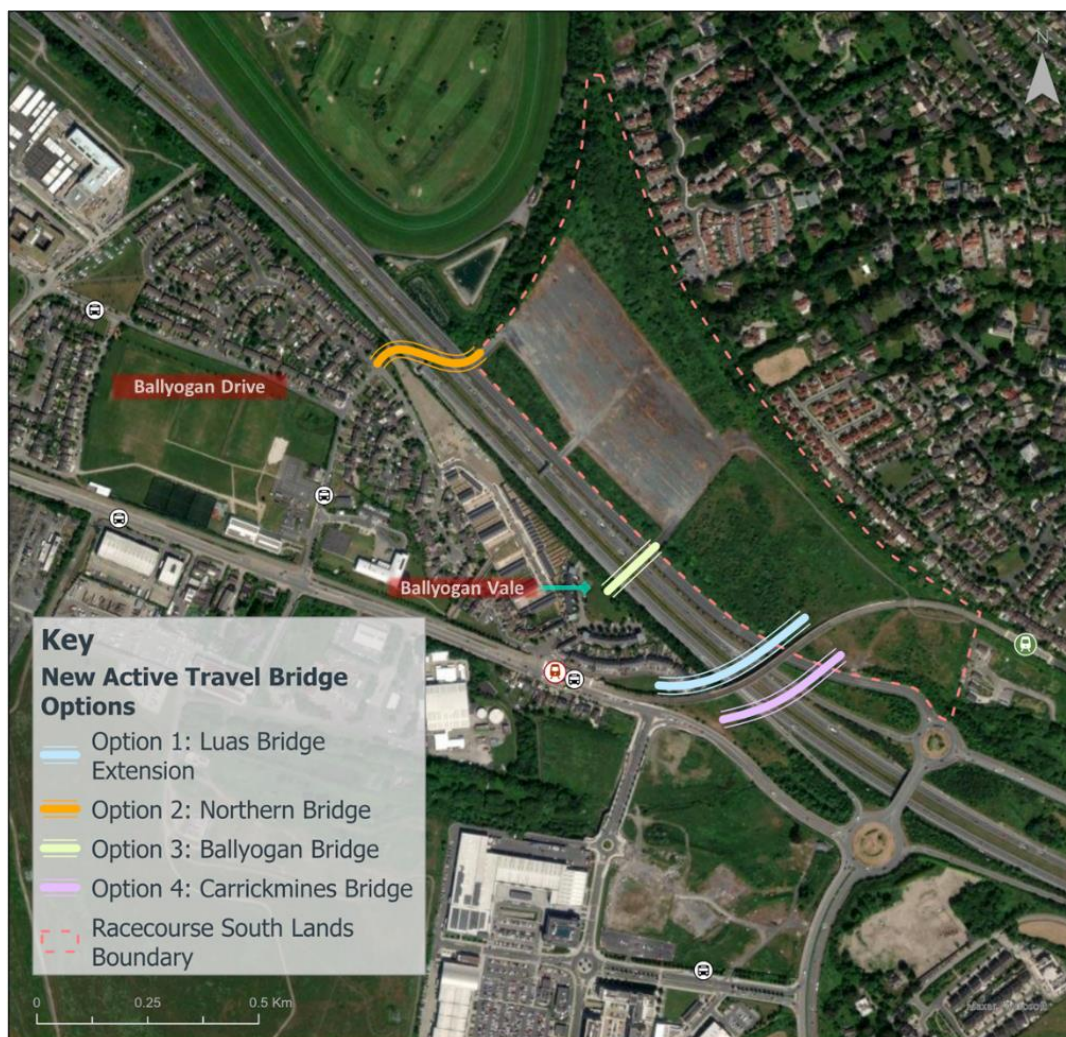 N
Ballyogan Drive
Ballyogan Vale
Key
New Active Travel Bridge
Options
Option 1: Luas Bridge
Extension
Option 2: Northern Bridge
Option 3: Ballyogan Bridge
Option 4: Carrickmines Bridge
Racecourse South Lands
Boundary
0 0.25 0.5 Km